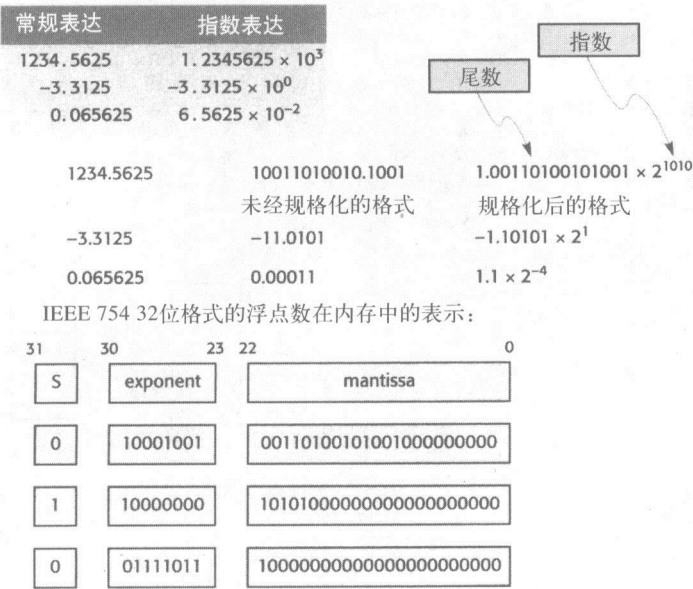 常规表达 指数表达
1234.5625 1.2345625 × 10³
−3.3125 −3.3125 × 10⁰
0.065625 6.5625 × 10⁻²
指数
尾数
1234.5625 10011010010.1001 1.00110100101001 × 2¹⁰¹⁰
未经规格化的格式 规格化后的格式
−3.3125 −11.0101 −1.10101 × 2¹
0.065625 0.00011 1.1 × 2⁻⁴
IEEE 754 32位格式的浮点数在内存中的表示：
31 30 23 22 0
S exponent mantissa
0 10001001 00110100101001000000000
1 10000000 10101000000000000000000
0 01111011 10000000000000000000000